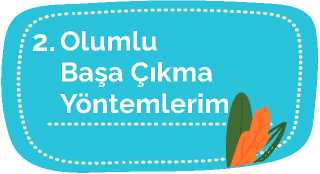 2. Olumlu
Başa Çıkma
Yöntemlerim